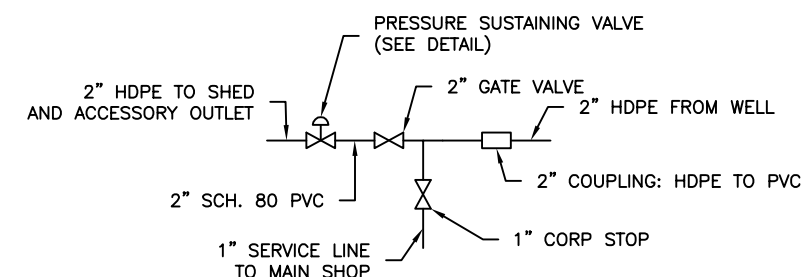 PRESSURE SUSTAINING VALVE
(SEE DETAIL)
2” HDPE TO SHED
AND ACCESSORY OUTLET
2” GATE VALVE
2” HDPE FROM WELL
2” SCH. 80 PVC
2” COUPLING: HDPE TO PVC
1” SERVICE LINE
TO MAIN SHOP
1” CORP STOP